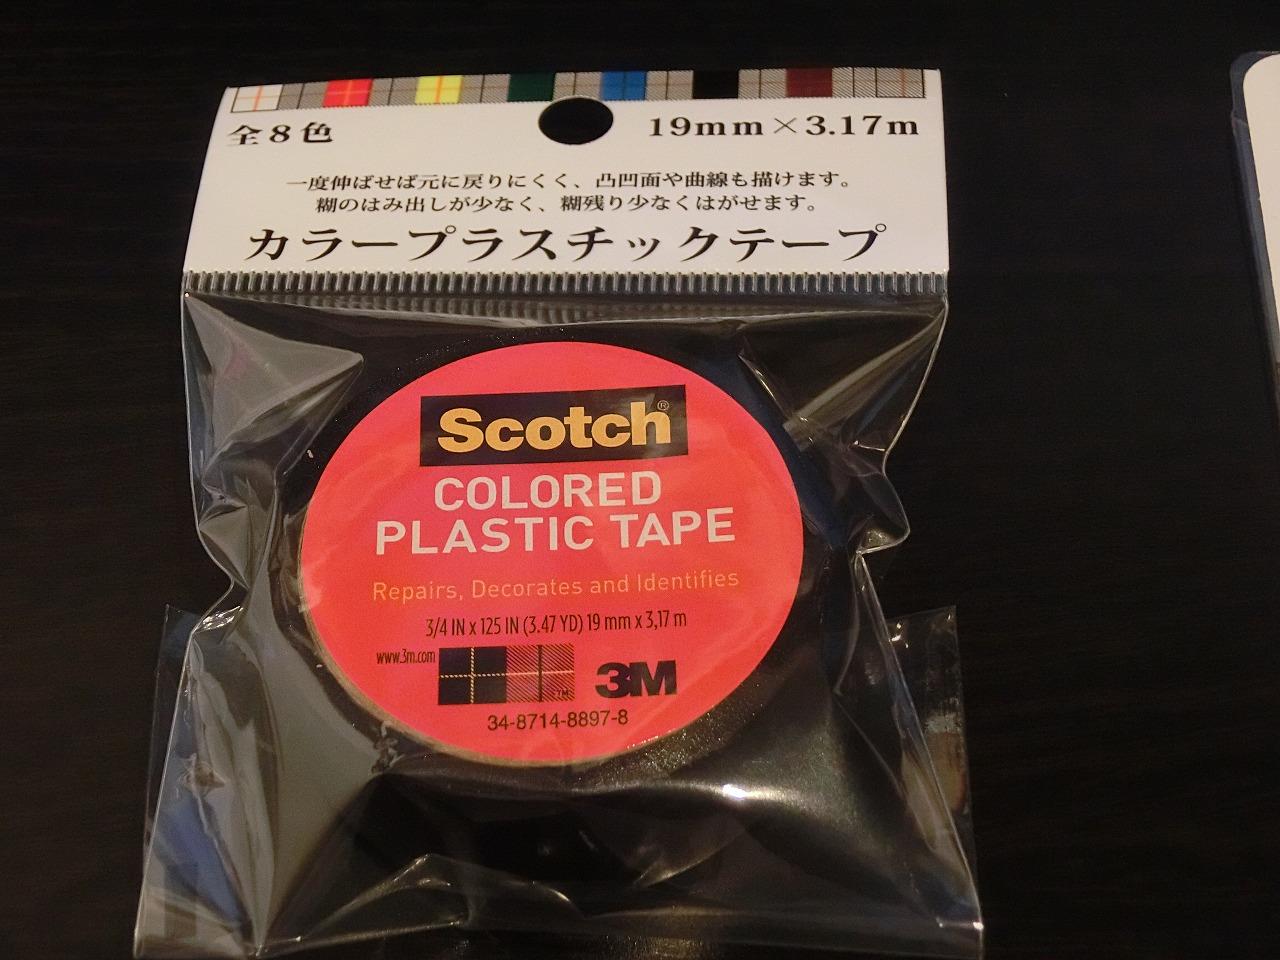 全8色
19mm×3.17m
一度伸ばせば元に戻りにくく、凸凹面や曲線も描けます。
糊のはみ出しが少なく、糊残り少なくはがせます。
カラープラスチックテープ
Scotch®
COLORED
PLASTIC TAPE
Repairs, Decorates and Identifies
3/4 IN x 125 IN (3.47 YD) 19 mm x 3,17 m
www.3m.com
TM
3M
34-8714-8897-8